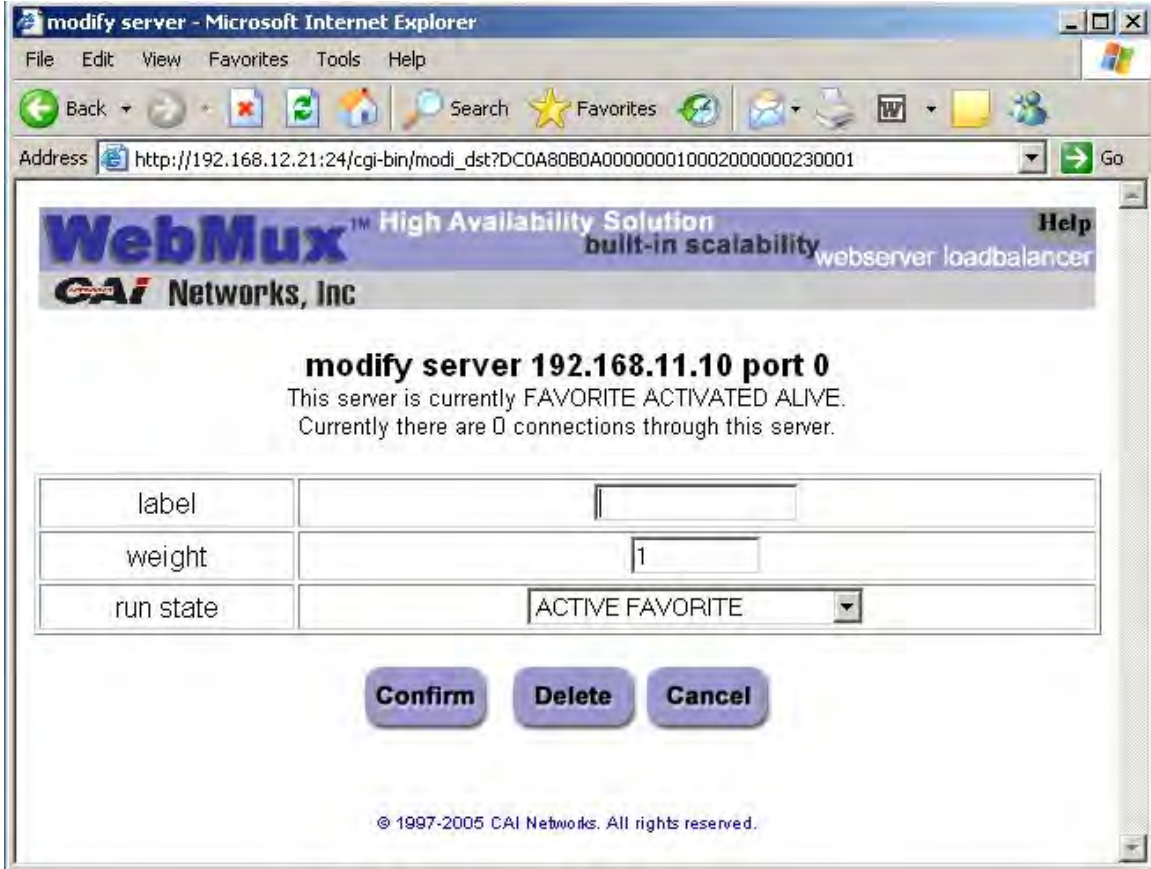 modify server - Microsoft Internet Explorer
File Edit View Favorites Tools Help
Back Search Favorites
Address http://192.168.12.21:24/cgi-bin/modi_dst?DC0A80B0A000000010002000000230001 Go
WebMux™ High Availability Solution Help
built-in scalability
webserver loadbalancer
CAI Networks, Inc
modify server 192.168.11.10 port 0
This server is currently FAVORITE ACTIVATED ALIVE.
Currently there are 0 connections through this server.
label
weight 1
run state ACTIVE FAVORITE
Confirm Delete Cancel
© 1997-2005 CAI Networks. All rights reserved.